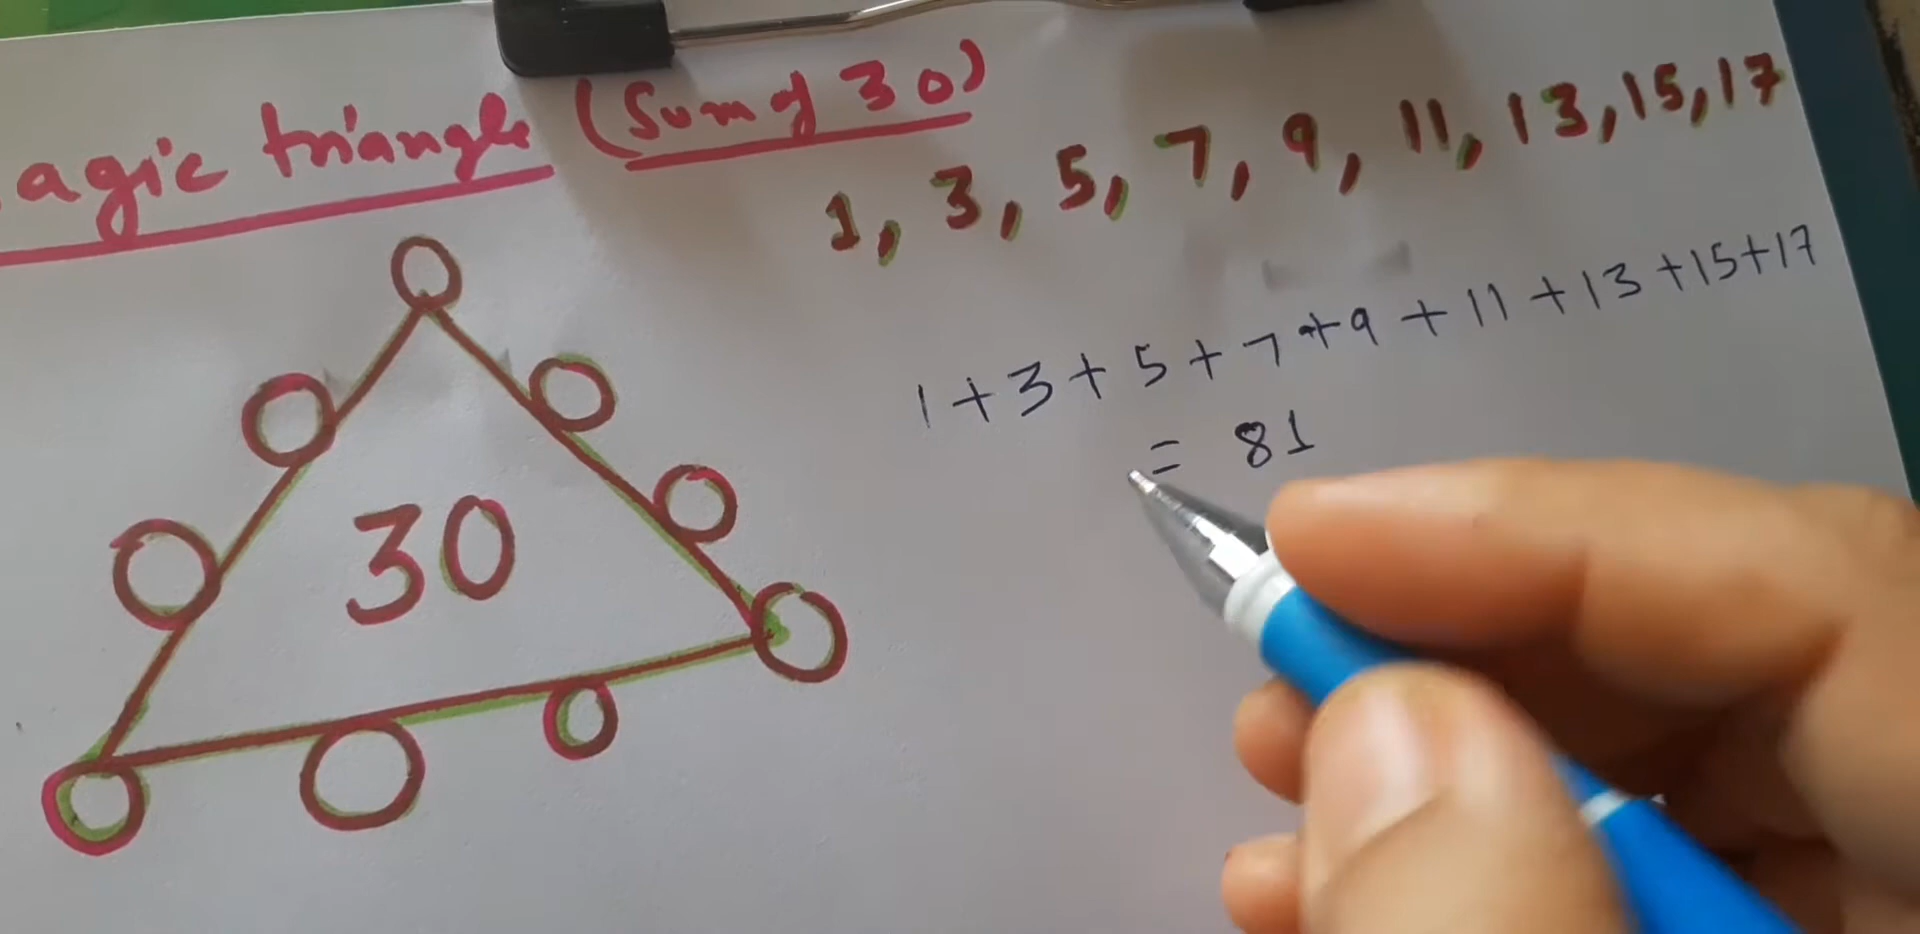 agic triangle (Sum of 30)
1, 3, 5, 7, 9, 11, 13, 15, 17
1+3+5+7+9+11+13+15+17
= 81
30